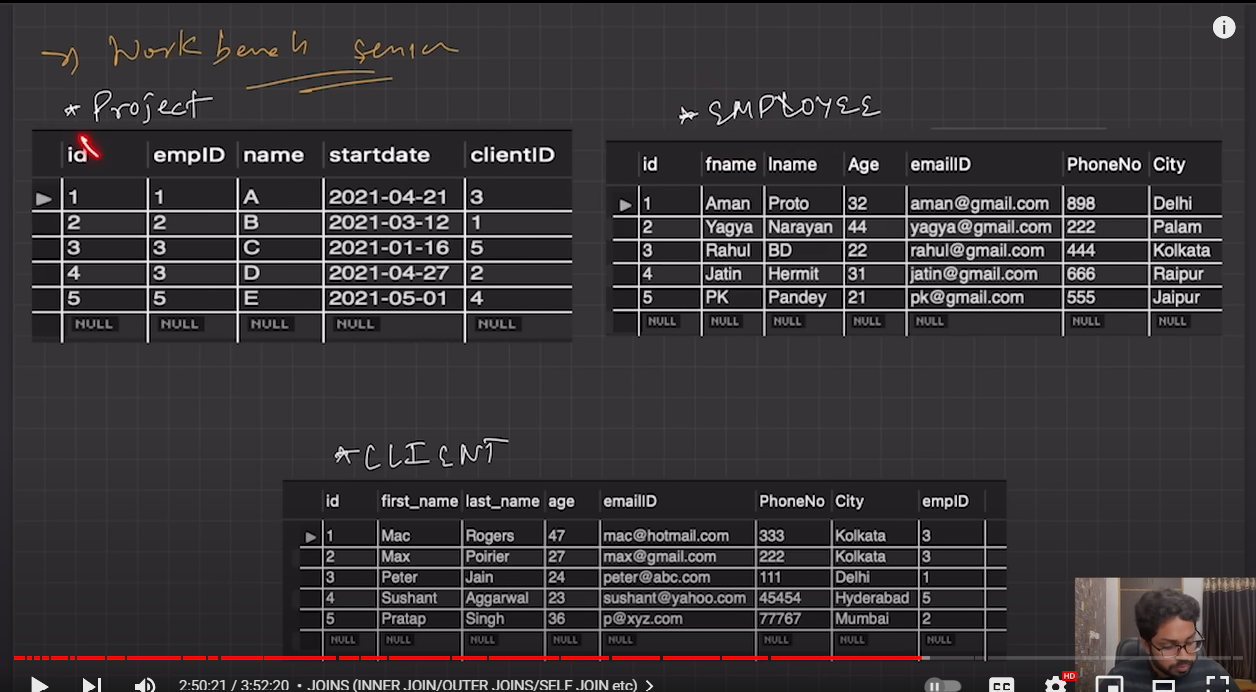 → Workbench
* Project
id empID name startdate clientID
1 1 A 2021-04-21 3
2 2 B 2021-03-12 1
3 3 C 2021-01-16 5
4 3 D 2021-04-27 2
5 5 E 2021-05-01 4
NULL NULL NULL NULL NULL
* EMPLOYEE
id fname lname Age emailID PhoneNo City
1 Aman Proto 32 aman@gmail.com 898 Delhi
2 Yagya Narayan 44 yagya@gmail.com 222 Palam
3 Rahul BD 22 rahul@gmail.com 444 Kolkata
4 Jatin Hermit 31 jatin@gmail.com 666 Raipur
5 PK Pandey 21 pk@gmail.com 555 Jaipur
NULL NULL NULL NULL NULL NULL NULL
* CLIENT
id first_name last_name age emailID PhoneNo City empID
1 Mac Rogers 47 mac@hotmail.com 333 Kolkata 3
2 Max Poirier 27 max@gmail.com 222 Kolkata 3
3 Peter Jain 24 peter@abc.com 111 Delhi 1
4 Sushant Aggarwal 23 sushant@yahoo.com 45454 Hyderabad 5
5 Pratap Singh 36 p@xyz.com 77767 Mumbai 2
NULL NULL NULL NULL NULL NULL NULL NULL
2:50:21 / 3:52:20 • JOINS (INNER JOIN/OUTER JOINS/SELF JOIN etc) >
CC
HD